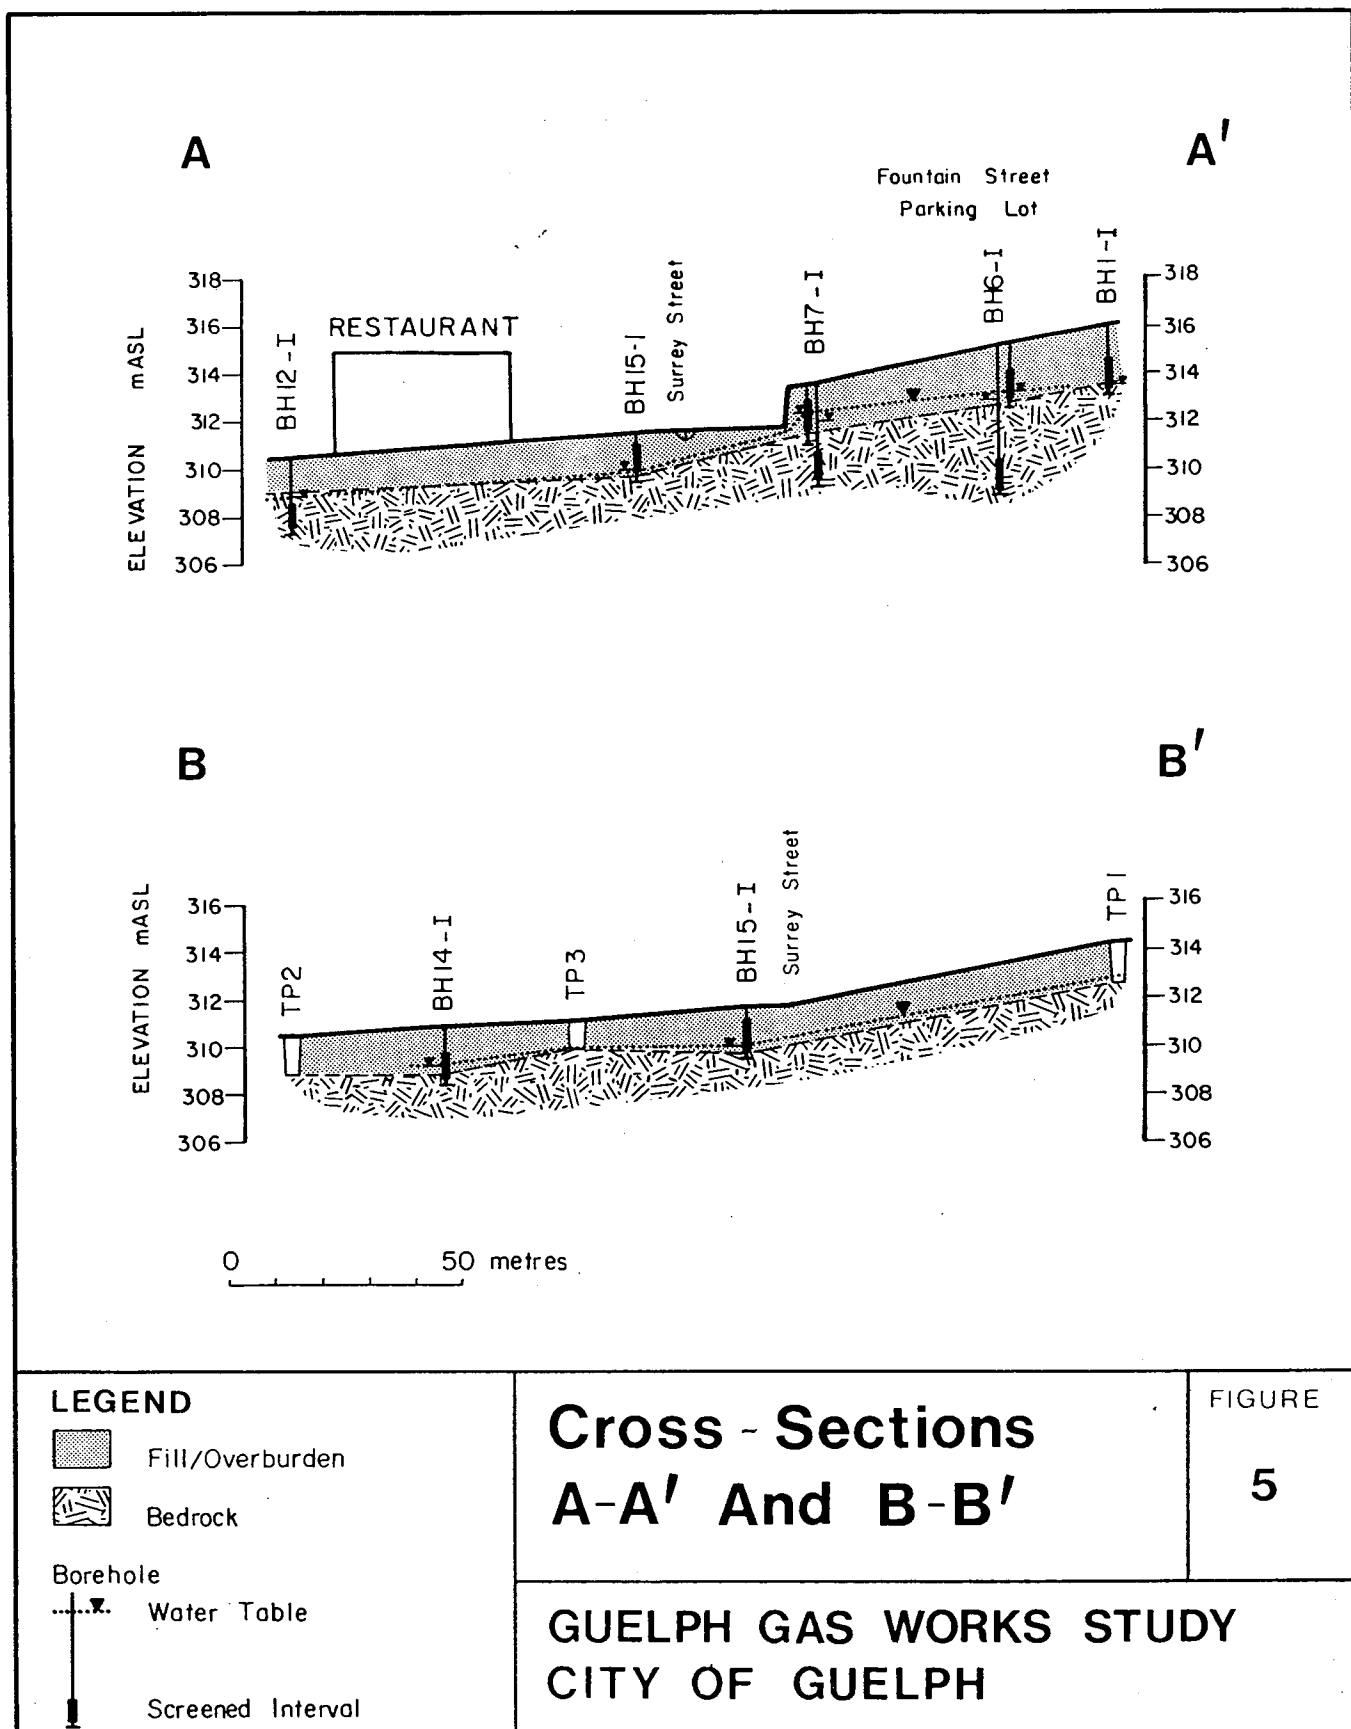 A
A'
Fountain Street
Parking Lot
318
316
314
312
310
308
306
ELEVATION mASL
BH12-I
RESTAURANT
BH15-I
Surrey Street
BH7-I
BH6-I
BH1-I
318
316
314
312
310
308
306
B
B'
316
314
312
310
308
306
ELEVATION mASL
TP2
BH14-I
TP3
BH15-I
Surrey Street
TP1
316
314
312
310
308
306
0
50 metres
LEGEND
Fill/Overburden
Bedrock
Borehole
Water Table
Screened Interval
Cross-Sections
A-A' And B-B'
FIGURE
5
GUELPH GAS WORKS STUDY
CITY OF GUELPH